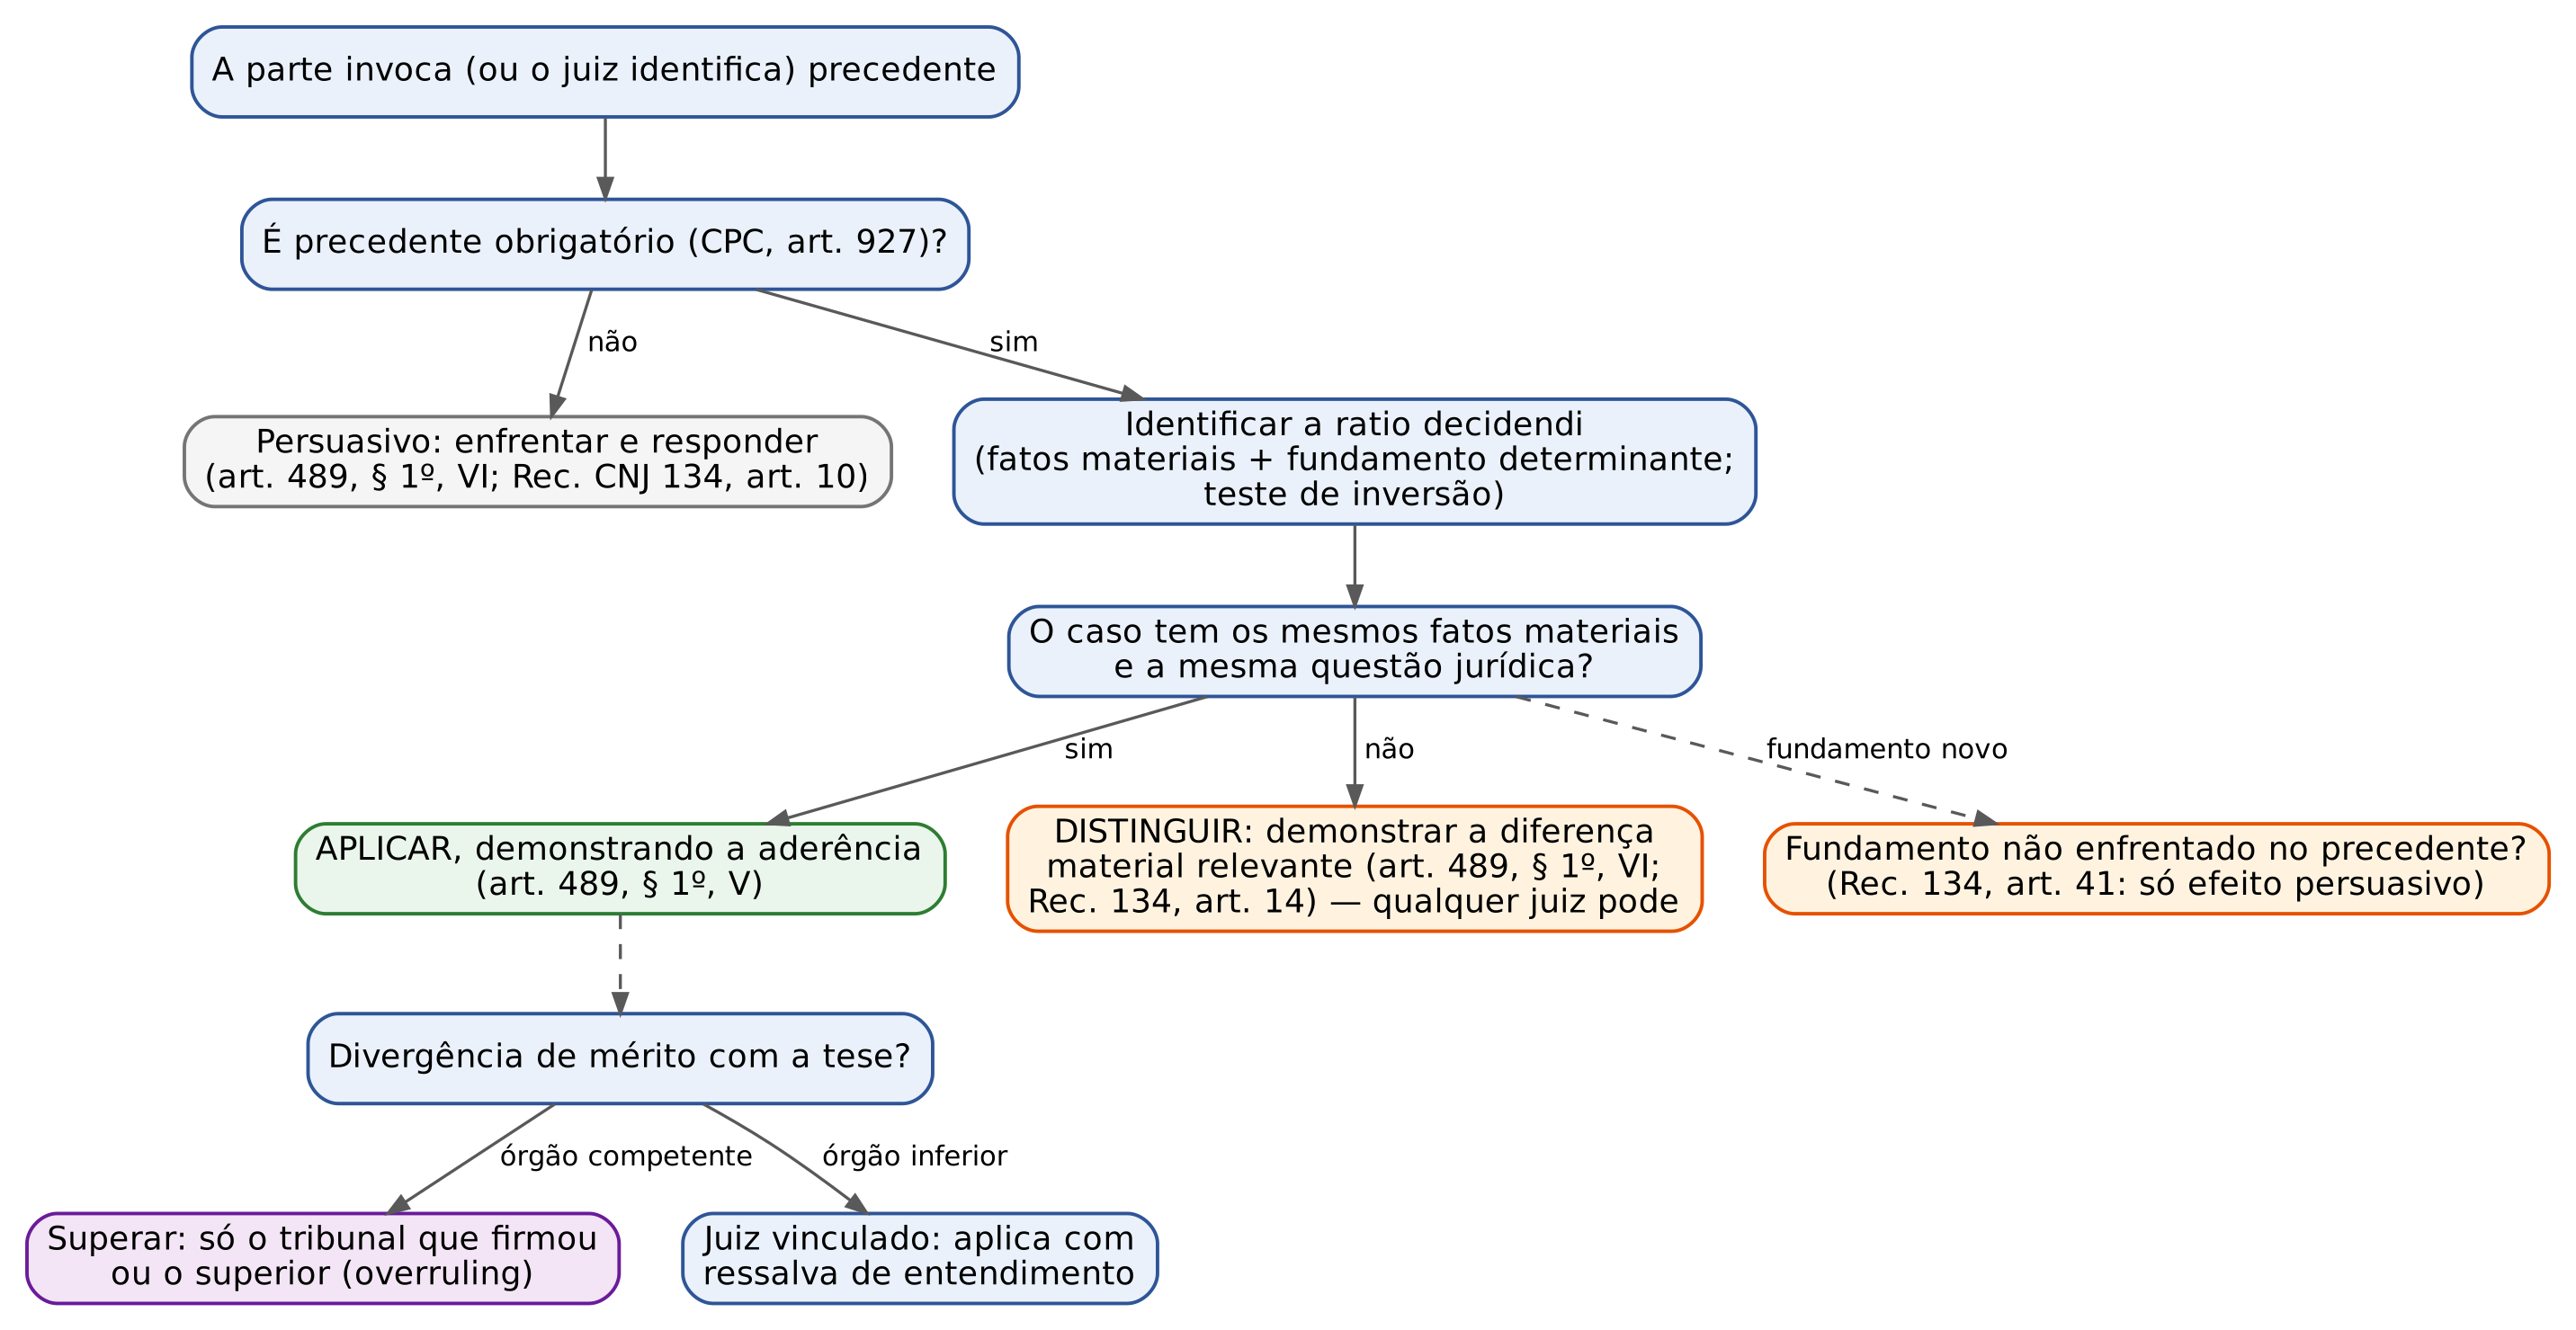 A parte invoca (ou o juiz identifica) precedente
É precedente obrigatório (CPC, art. 927)?
não
sim
Persuasivo: enfrentar e responder
(art. 489, § 1º, VI; Rec. CNJ 134, art. 10)
Identificar a ratio decidendi
(fatos materiais + fundamento determinante;
teste de inversão)
O caso tem os mesmos fatos materiais
e a mesma questão jurídica?
sim
não
fundamento novo
APLICAR, demonstrando a aderência
(art. 489, § 1º, V)
DISTINGUIR: demonstrar a diferença
material relevante (art. 489, § 1º, VI;
Rec. 134, art. 14) — qualquer juiz pode
Fundamento não enfrentado no precedente?
(Rec. 134, art. 41: só efeito persuasivo)
Divergência de mérito com a tese?
órgão competente
órgão inferior
Superar: só o tribunal que firmou
ou o superior (overruling)
Juiz vinculado: aplica com
ressalva de entendimento